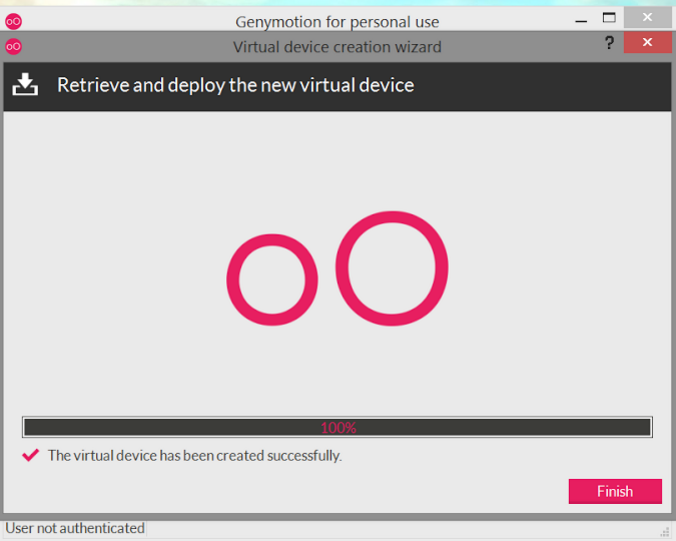 Genymotion for personal use
Virtual device creation wizard
?
Retrieve and deploy the new virtual device
100%
The virtual device has been created successfully.
Finish
User not authenticated